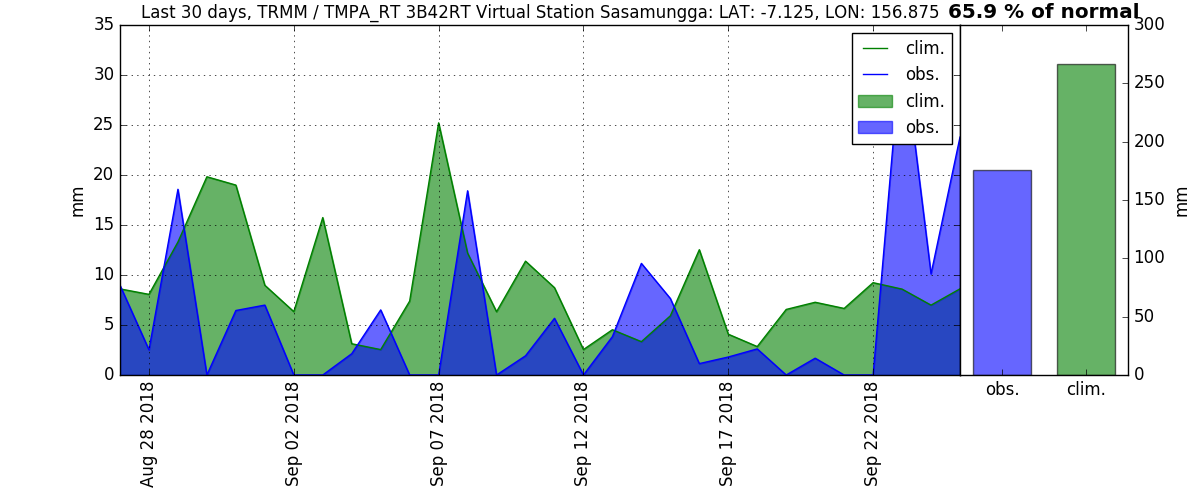 Last 30 days, TRMM / TMPA_RT 3B42RT Virtual Station Sasamungga: LAT: -7.125, LON: 156.875
65.9 % of normal
35
30
25
20
15
10
5
0
mm
clim.
obs.
clim.
obs.
300
250
200
150
100
50
0
mm
Aug 28 2018
Sep 02 2018
Sep 07 2018
Sep 12 2018
Sep 17 2018
Sep 22 2018
obs.
clim.